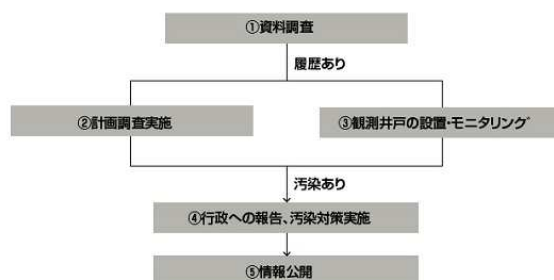 ①資料調査
履歴あり
②計画調査実施
③観測井戸の設置・モニタリング
汚染あり
④行政への報告、汚染対策実施
⑤情報公開